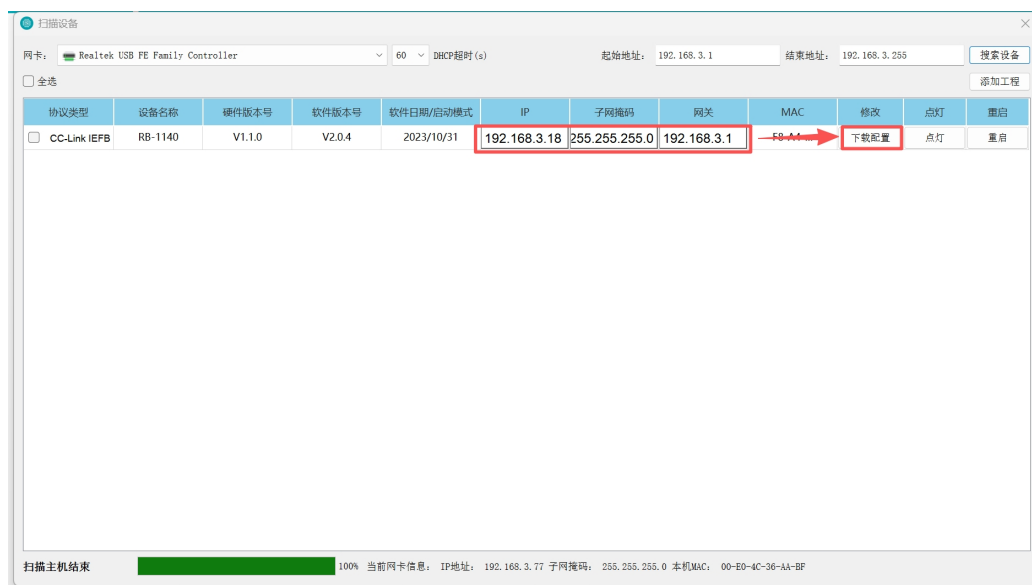 扫描设备
网卡: Realtek USB FE Family Controller 60 DHCP超时(s) 起始地址: 192.168.3.1 结束地址: 192.168.3.255 搜索设备
全选 添加工程
协议类型 设备名称 硬件版本号 软件版本号 软件日期/启动模式 IP 子网掩码 网关 MAC 修改 点灯 重启
CC-Link IEFB RB-1140 V1.1.0 V2.0.4 2023/10/31 192.168.3.18 255.255.255.0 192.168.3.1 下载配置 点灯 重启
扫描主机结束 100% 当前网卡信息: IP地址: 192.168.3.77 子网掩码: 255.255.255.0 本机MAC: 00-E0-4C-36-AA-BF